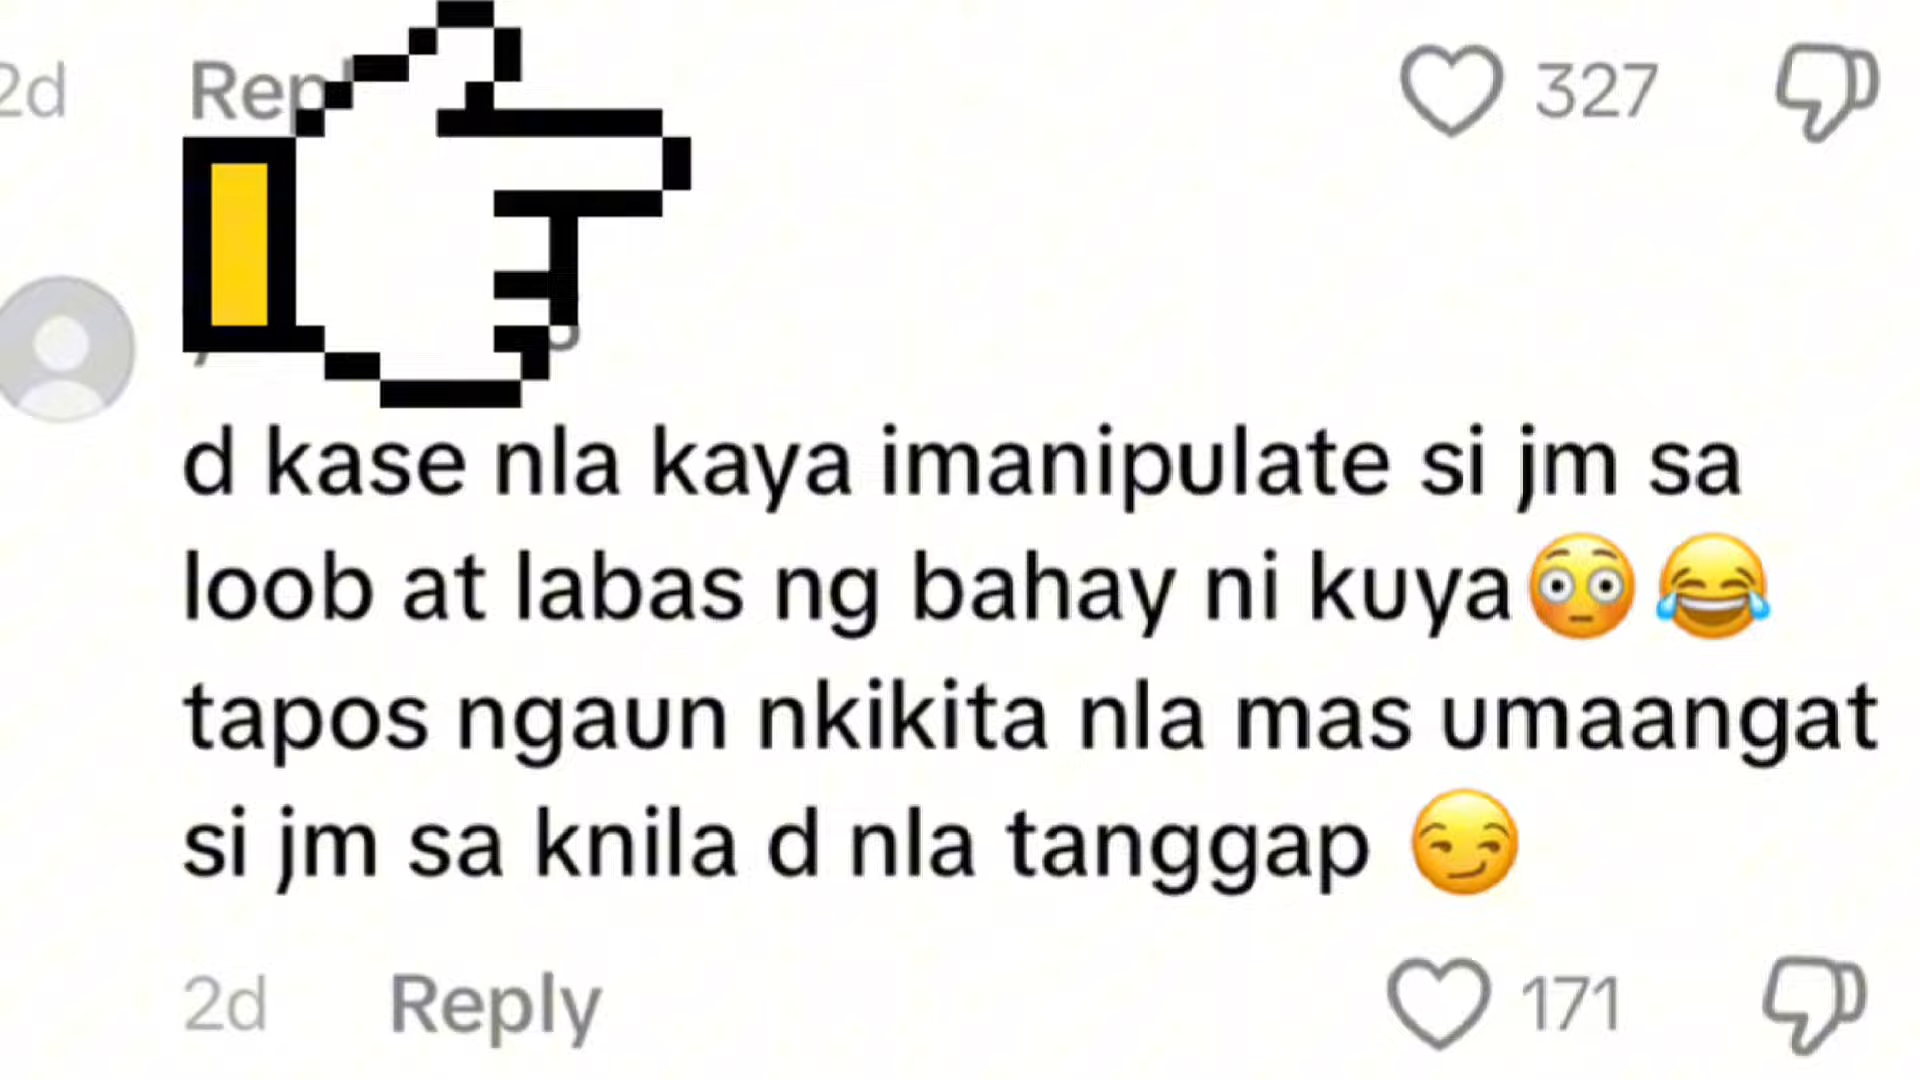 2d 327
d kase nla kaya imanipulate si jm sa
loob at labas ng bahay ni kuya😳😂
tapos ngaun nkikita nla mas umaangat
si jm sa knila d nla tanggap 😏
2d Reply 171